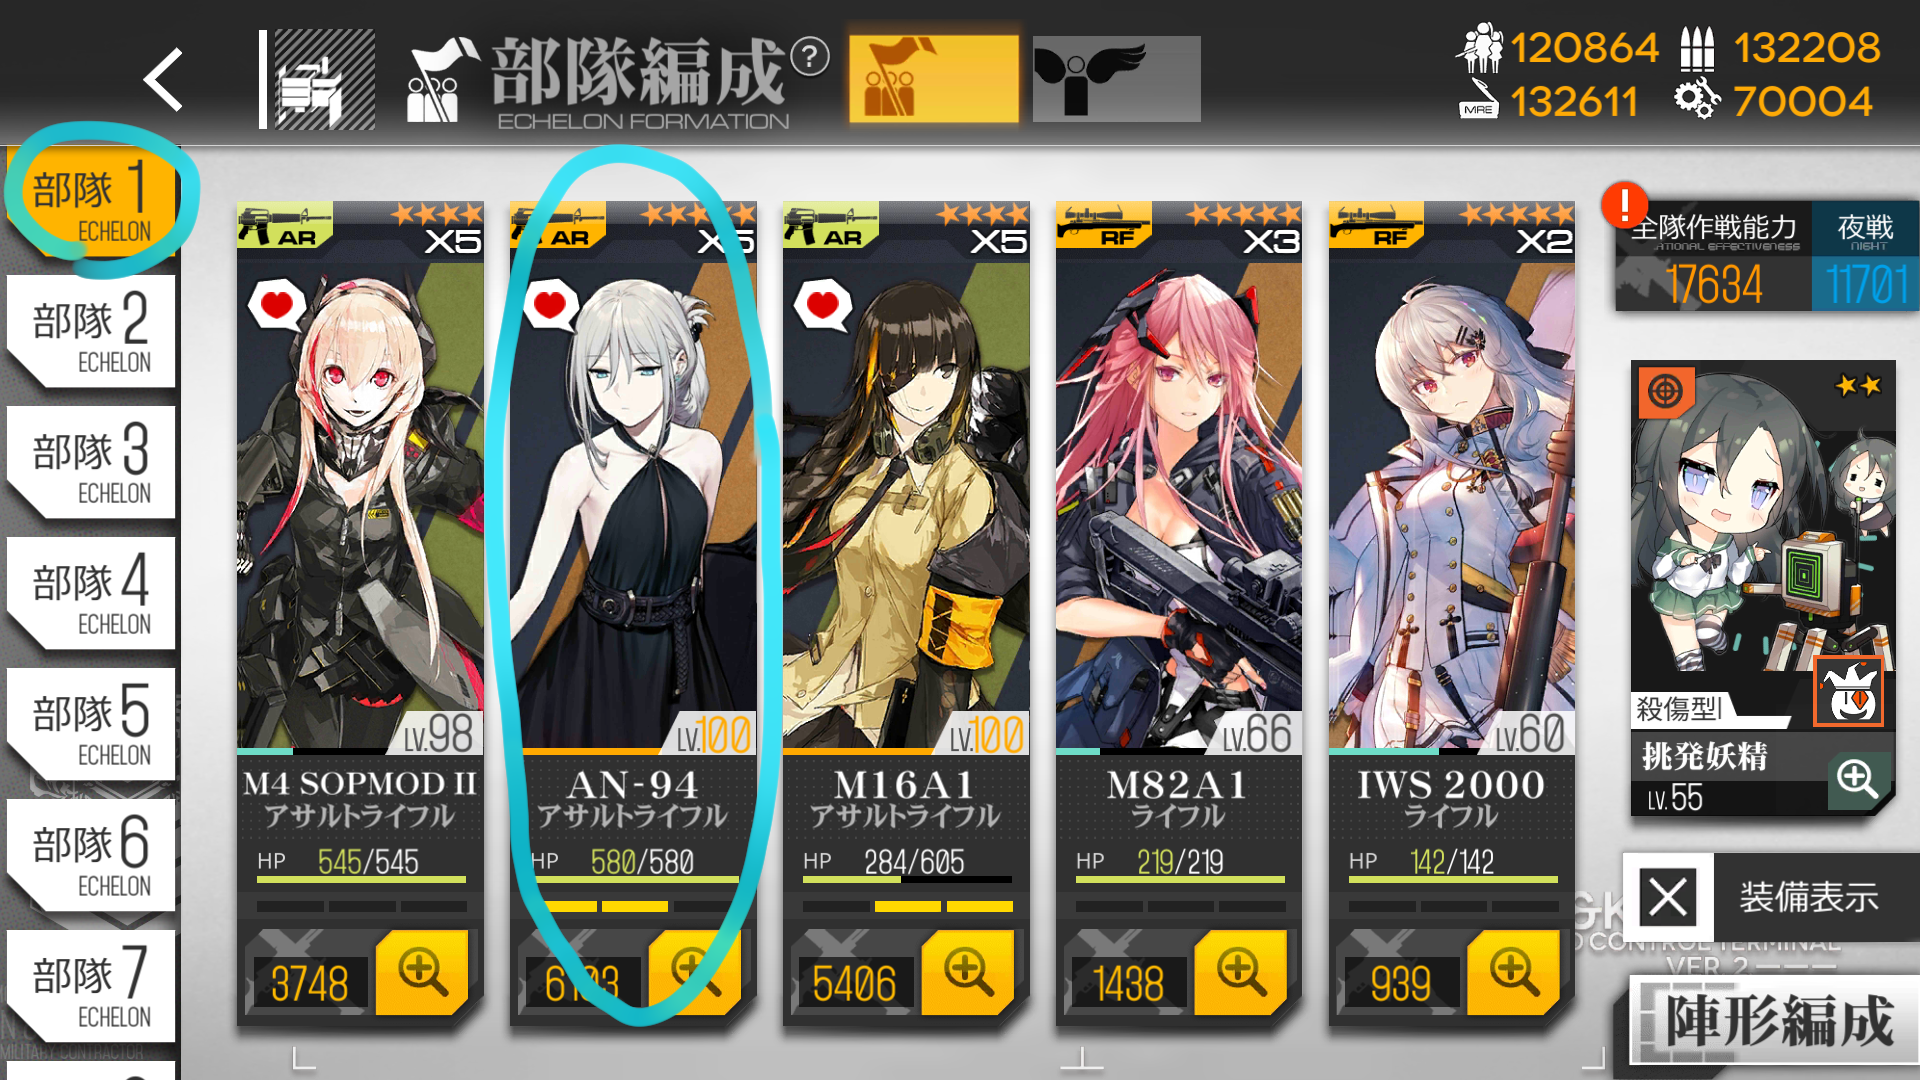 部隊編成
?
ECHELON FORMATION
120864
132208
MRE
132611
70004
部隊 1
ECHELON
部隊 2
ECHELON
部隊 3
ECHELON
部隊 4
ECHELON
部隊 5
ECHELON
部隊 6
ECHELON
部隊 7
ECHELON
AR
X5
LV.98
M4 SOPMOD II
アサルトライフル
HP 545/545
3748
AR
X5
LV.100
AN-94
アサルトライフル
HP 580/580
AR
X5
LV.100
M16A1
アサルトライフル
HP 284/605
5406
RF
X3
LV.66
M82A1
ライフル
HP 219/219
1438
RF
X2
LV.60
IWS 2000
ライフル
HP 142/142
939
!
全隊作戦能力
夜戦
EFFECTIVENESS
NIGHT
17634
11701
殺傷型I
挑発妖精
LV.55
装備表示
CONTROL TERMINAL
VER.2
陣形編成